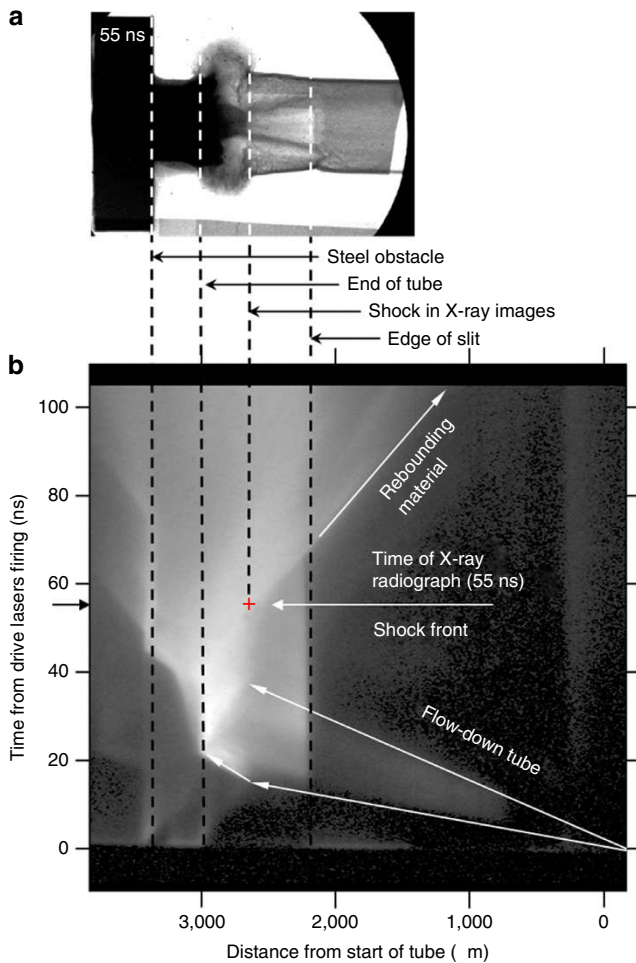 a
55 ns
Steel obstacle
End of tube
Shock in X-ray images
Edge of slit
b
100
80
60
40
20
0
Time from drive lasers firing (ns)
Rebounding
material
Time of X-ray
radiograph (55 ns)
Shock front
Flow-down tube
3,000
2,000
1,000
0
Distance from start of tube ( m)